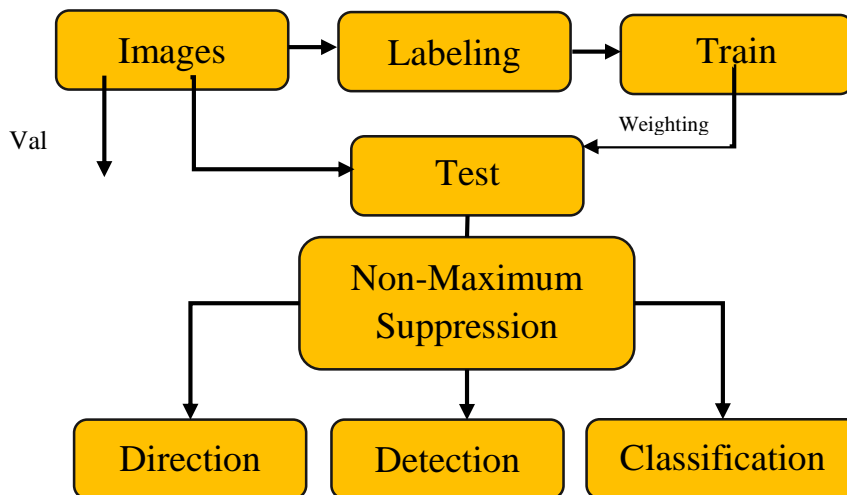 Images
Labeling
Train
Val
Weighting
Test
Non-Maximum
Suppression
Direction
Detection
Classification